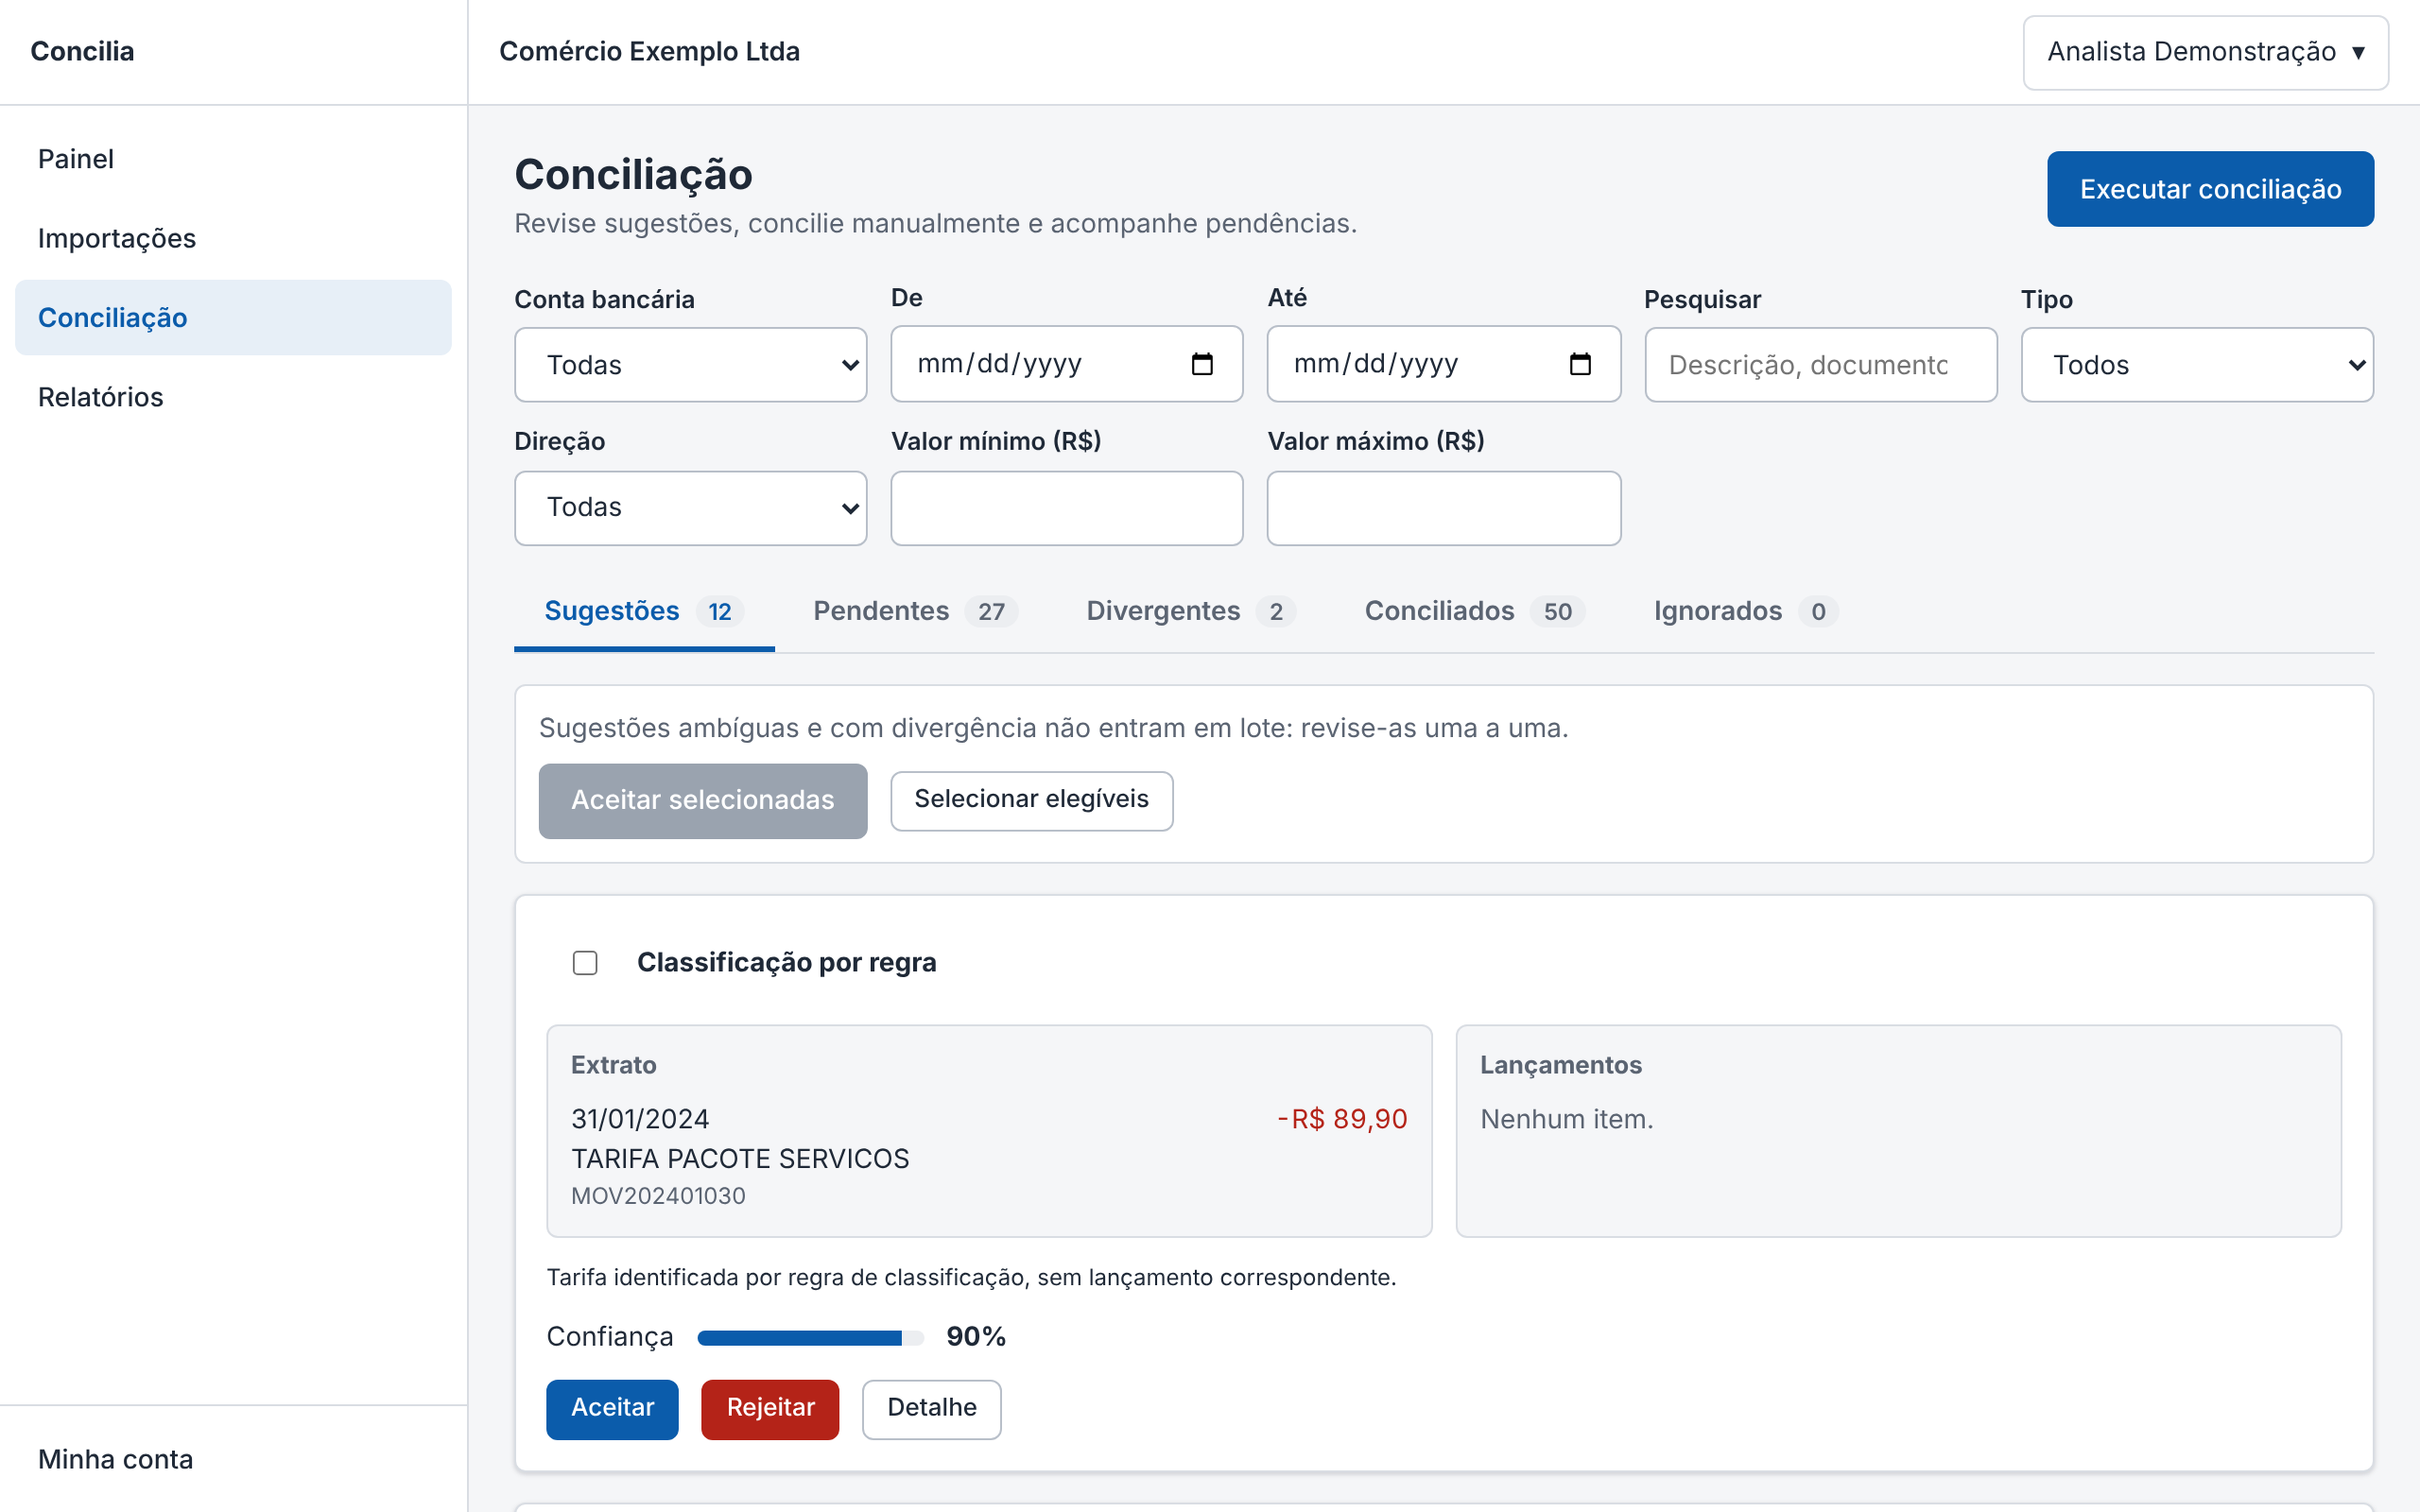 Concilia
Comércio Exemplo Ltda
Analista Demonstração ▼
Painel
Importações
Conciliação
Relatórios
Minha conta
Conciliação
Revise sugestões, concilie manualmente e acompanhe pendências.
Executar conciliação
Conta bancária
De
Até
Pesquisar
Tipo
Todas
mm/dd/yyyy
mm/dd/yyyy
Descrição, documento
Todos
Direção
Valor mínimo (R$)
Valor máximo (R$)
Todas
Sugestões 12
Pendentes 27
Divergentes 2
Conciliados 50
Ignorados 0
Sugestões ambíguas e com divergência não entram em lote: revise-as uma a uma.
Aceitar selecionadas
Selecionar elegíveis
Classificação por regra
Extrato
31/01/2024
-R$ 89,90
TARIFA PACOTE SERVICOS
MOV202401030
Lançamentos
Nenhum item.
Tarifa identificada por regra de classificação, sem lançamento correspondente.
Confiança 90%
Aceitar
Rejeitar
Detalhe